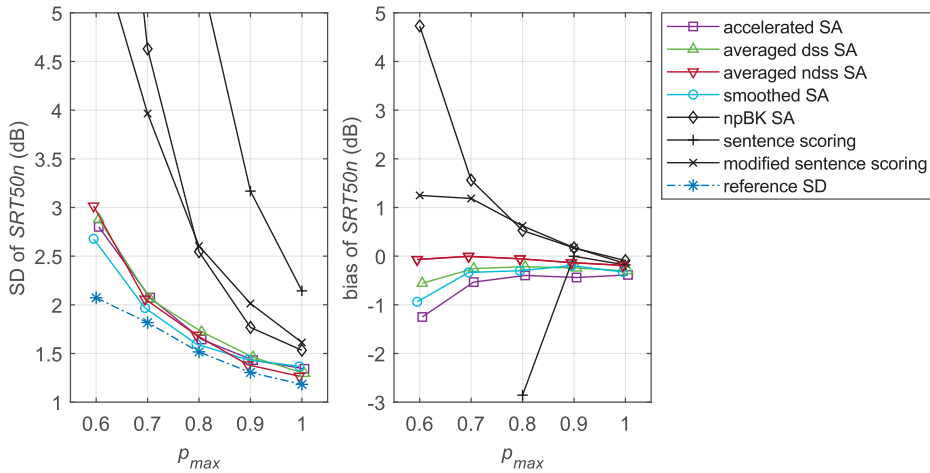 SD of SRT50n (dB)
5
4.5
4
3.5
3
2.5
2
1.5
1
0.6 0.7 0.8 0.9 1
p_max
bias of SRT50n (dB)
5
4
3
2
1
0
-1
-2
-3
0.6 0.7 0.8 0.9 1
p_max
accelerated SA
averaged dss SA
averaged ndss SA
smoothed SA
npBK SA
sentence scoring
modified sentence scoring
reference SD